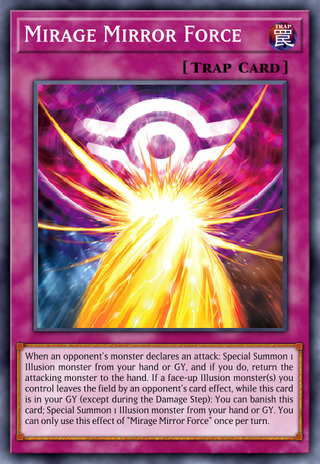 Mirage Mirror Force
TRAP
罠
[Trap Card]
When an opponent's monster declares an attack: Special Summon 1
Illusion monster from your hand or GY, and if you do, return the
attacking monster to the hand. If a face-up Illusion monster(s) you
control leaves the field by an opponent's card effect, while this card
is in your GY (except during the Damage Step): You can banish this
card; Special Summon 1 Illusion monster from your hand or GY. You
can only use this effect of "Mirage Mirror Force" once per turn.